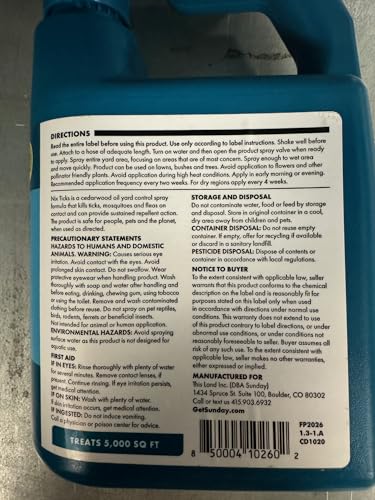 DIRECTIONS
Read the entire label before using this product. Use only according to label instructions. Shake well before
use. Attach to a hose of adequate length. Turn on water and then open the product spray valve when ready
to apply. Spray entire yard area, focusing on areas that are of most concern. Spray enough to wet area
and move quickly. Product can be used on lawns, bushes and trees. Avoid application to flowers and other
pollinator friendly plants. Avoid application during high heat conditions. Apply in early morning or evening.
Recommended application frequency every two weeks. For dry regions apply every 4 weeks.
Nix Ticks is a cedarwood oil yard control spray
formula that kills ticks, mosquitoes and fleas on
contact and can provide sustained repellent action.
The product is safe for people, pets and the planet,
when used as directed.
PRECAUTIONARY STATEMENTS
HAZARDS TO HUMANS AND DOMESTIC
ANIMALS. WARNING: Causes serious eye
irritation. Avoid contact with the eyes. Avoid
prolonged skin contact. Do not swallow. Wear
protective eyewear when handling product. Wash
thoroughly with soap and water after handling and
before eating, drinking, chewing gum, using tobacco
or using the toilet. Remove and wash contaminated
clothing before reuse. Do not spray on pet reptiles,
birds, rodents, ferrets or beneficial insects.
Not intended for animal or human application.
ENVIRONMENTAL HAZARDS: Avoid spraying
surface water as this product is not designed for
aquatic use.
FIRST AID
IF IN EYES: Rinse thoroughly with plenty of water
for several minutes. Remove contact lenses, if
present. Continue rinsing. If eye irritation persists,
get medical attention.
IF ON SKIN: Wash with plenty of water.
If skin irritation occurs, get medical attention.
IF INGESTED: Do not induce vomiting.
Call a physician or poison center for advice.
TREATS 5,000 SQ FT
STORAGE AND DISPOSAL
Do not contaminate water, food or feed by storage
and disposal. Store in original container in a cool,
dry area away from children and pets.
CONTAINER DISPOSAL: Do not reuse empty
container. If empty, offer for recycling if available
or discard in a sanitary landfill.
PESTICIDE DISPOSAL: Dispose of contents or
container in accordance with local regulations.
NOTICE TO BUYER
To the extent consistent with applicable law, seller
warrants that this product conforms to the chemical
description on the label and is reasonably fit for
purposes stated on this label only when used
in accordance with directions under normal use
conditions. This warranty does not extend to use of
this product contrary to label directions, or under
abnormal use conditions, or under conditions not
reasonably foreseeable to seller. Buyer assumes all
risk of any such use. To the extent consistent with
applicable law, seller makes no other warranties,
either expressed or implied.
MANUFACTURED FOR
This Land Inc. (DBA Sunday)
1434 Spruce St. Suite 100, Boulder, CO 80302
Call or text us 415.903.6932
GetSunday.com
FP2026
1.3-1.A
CD1020
8 50004 10260 2